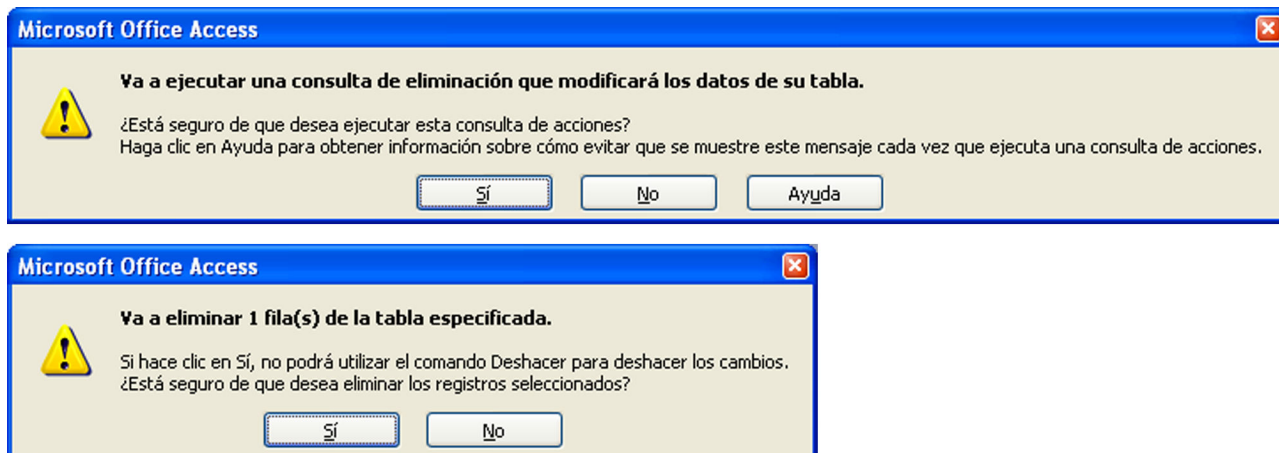 Microsoft Office Access
Va a ejecutar una consulta de eliminación que modificará los datos de su tabla.
¿Está seguro de que desea ejecutar esta consulta de acciones?
Haga clic en Ayuda para obtener información sobre cómo evitar que se muestre este mensaje cada vez que ejecuta una consulta de acciones.
Sí No Ayuda
Microsoft Office Access
Va a eliminar 1 fila(s) de la tabla especificada.
Si hace clic en Sí, no podrá utilizar el comando Deshacer para deshacer los cambios.
¿Está seguro de que desea eliminar los registros seleccionados?
Sí No